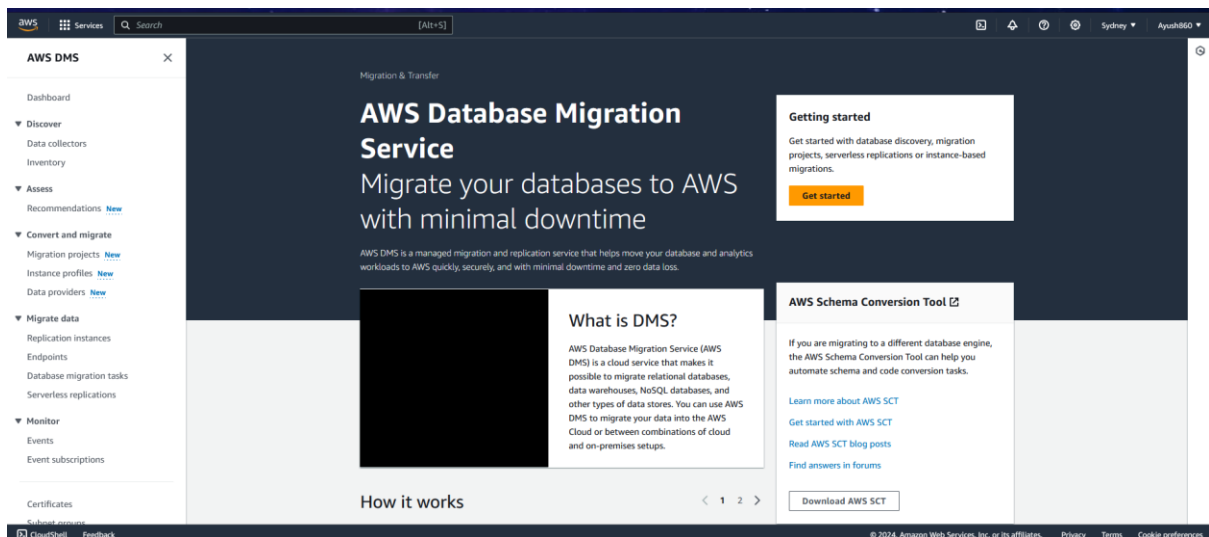 aws
Services
Search
[Alt+S]
Sydney
Ayush860
AWS DMS
Dashboard
Discover
Data collectors
Inventory
Assess
Recommendations New
Convert and migrate
Migration projects New
Instance profiles New
Data providers New
Migrate data
Replication instances
Endpoints
Database migration tasks
Serverless replications
Monitor
Events
Event subscriptions
Certificates
Subnet groups
Migration & Transfer
AWS Database Migration
Service
Migrate your databases to AWS
with minimal downtime
AWS DMS is a managed migration and replication service that helps move your database and analytics
workloads to AWS quickly, securely, and with minimal downtime and zero data loss.
What is DMS?
AWS Database Migration Service (AWS
DMS) is a cloud service that makes it
possible to migrate relational databases,
data warehouses, NoSQL databases, and
other types of data stores. You can use AWS
DMS to migrate your data into the AWS
Cloud or between combinations of cloud
and on-premises setups.
How it works
1 2
Getting started
Get started with database discovery, migration
projects, serverless replications or instance-based
migrations.
Get started
AWS Schema Conversion Tool
If you are migrating to a different database engine,
the AWS Schema Conversion Tool can help you
automate schema and code conversion tasks.
Learn more about AWS SCT
Get started with AWS SCT
Read AWS SCT blog posts
Find answers in forums
Download AWS SCT
CloudShell Feedback
© 2024, Amazon Web Services, Inc. or its affiliates. Privacy Terms Cookie preferences